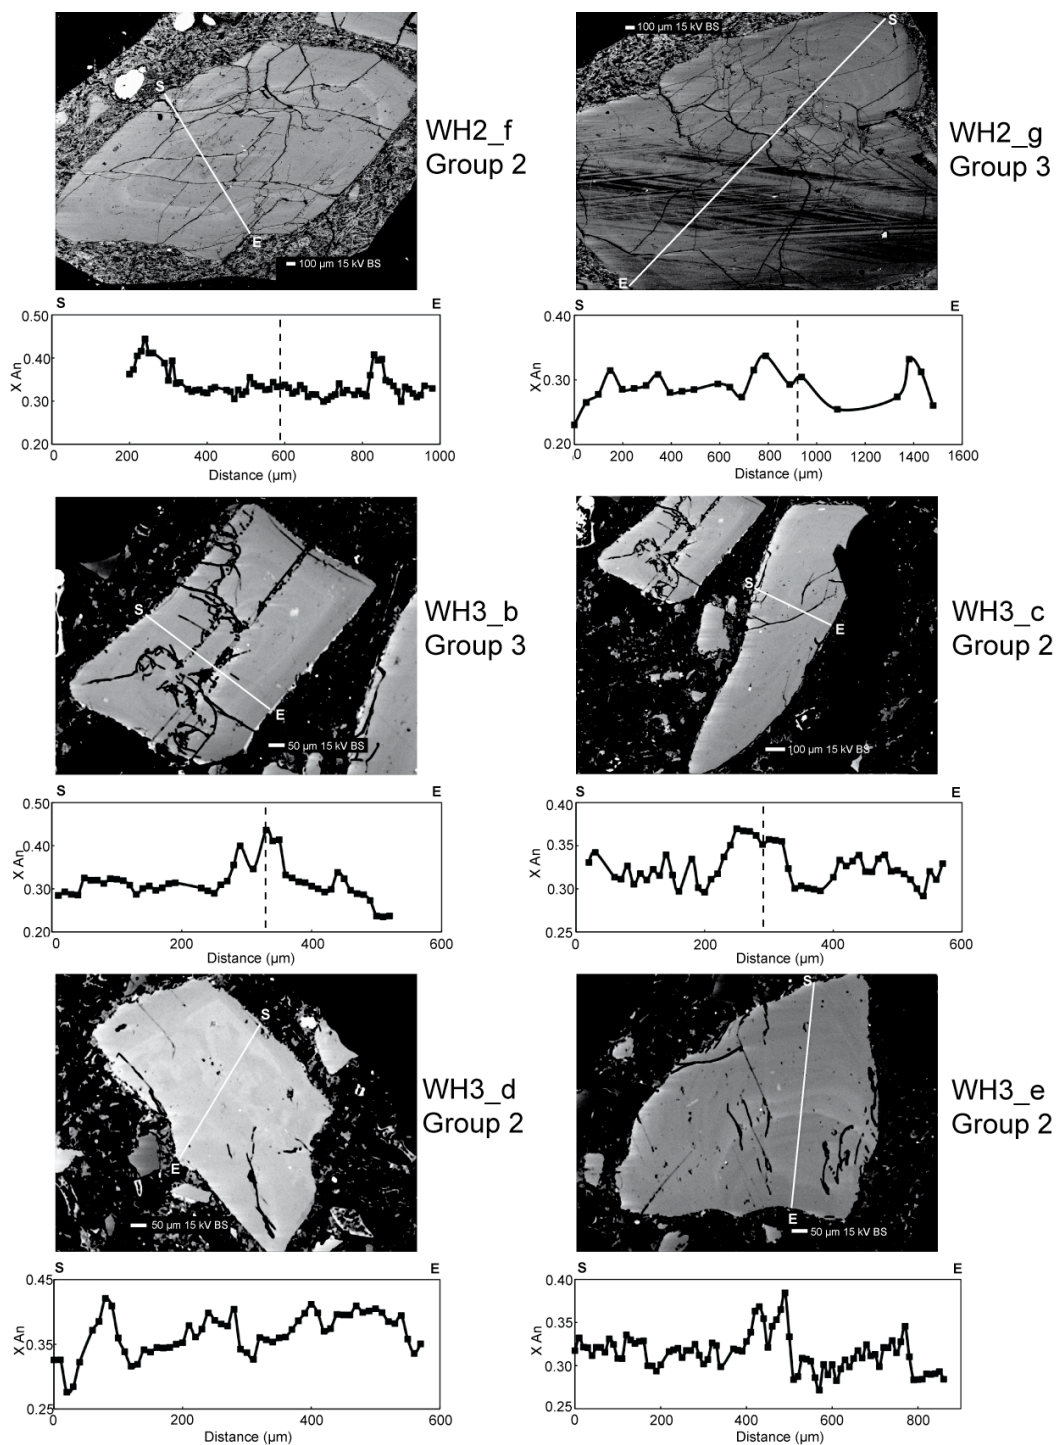 S
E
100 µm 15 kV BS
WH2_f
Group 2
S
E
100 µm 15 kV BS
WH2_g
Group 3
S E
0.50
0.40
0.30
0.20
X An
0 200 400 600 800 1000
Distance (µm)
S E
0.40
0.30
0.20
X An
0 200 400 600 800 1000 1200 1400 1600
Distance (µm)
S
E
50 µm 15 kV BS
WH3_b
Group 3
S
E
100 µm 15 kV BS
WH3_c
Group 2
S E
0.50
0.40
0.30
0.20
X An
0 200 400 600
Distance (µm)
S E
0.40
0.35
0.30
0.25
X An
0 200 400 600
Distance (µm)
S
E
50 µm 15 kV BS
WH3_d
Group 2
S
E
50 µm 15 kV BS
WH3_e
Group 2
S E
0.45
0.35
0.25
X An
0 200 400 600
Distance (µm)
S E
0.40
0.35
0.30
0.25
X An
0 200 400 600 800
Distance (µm)